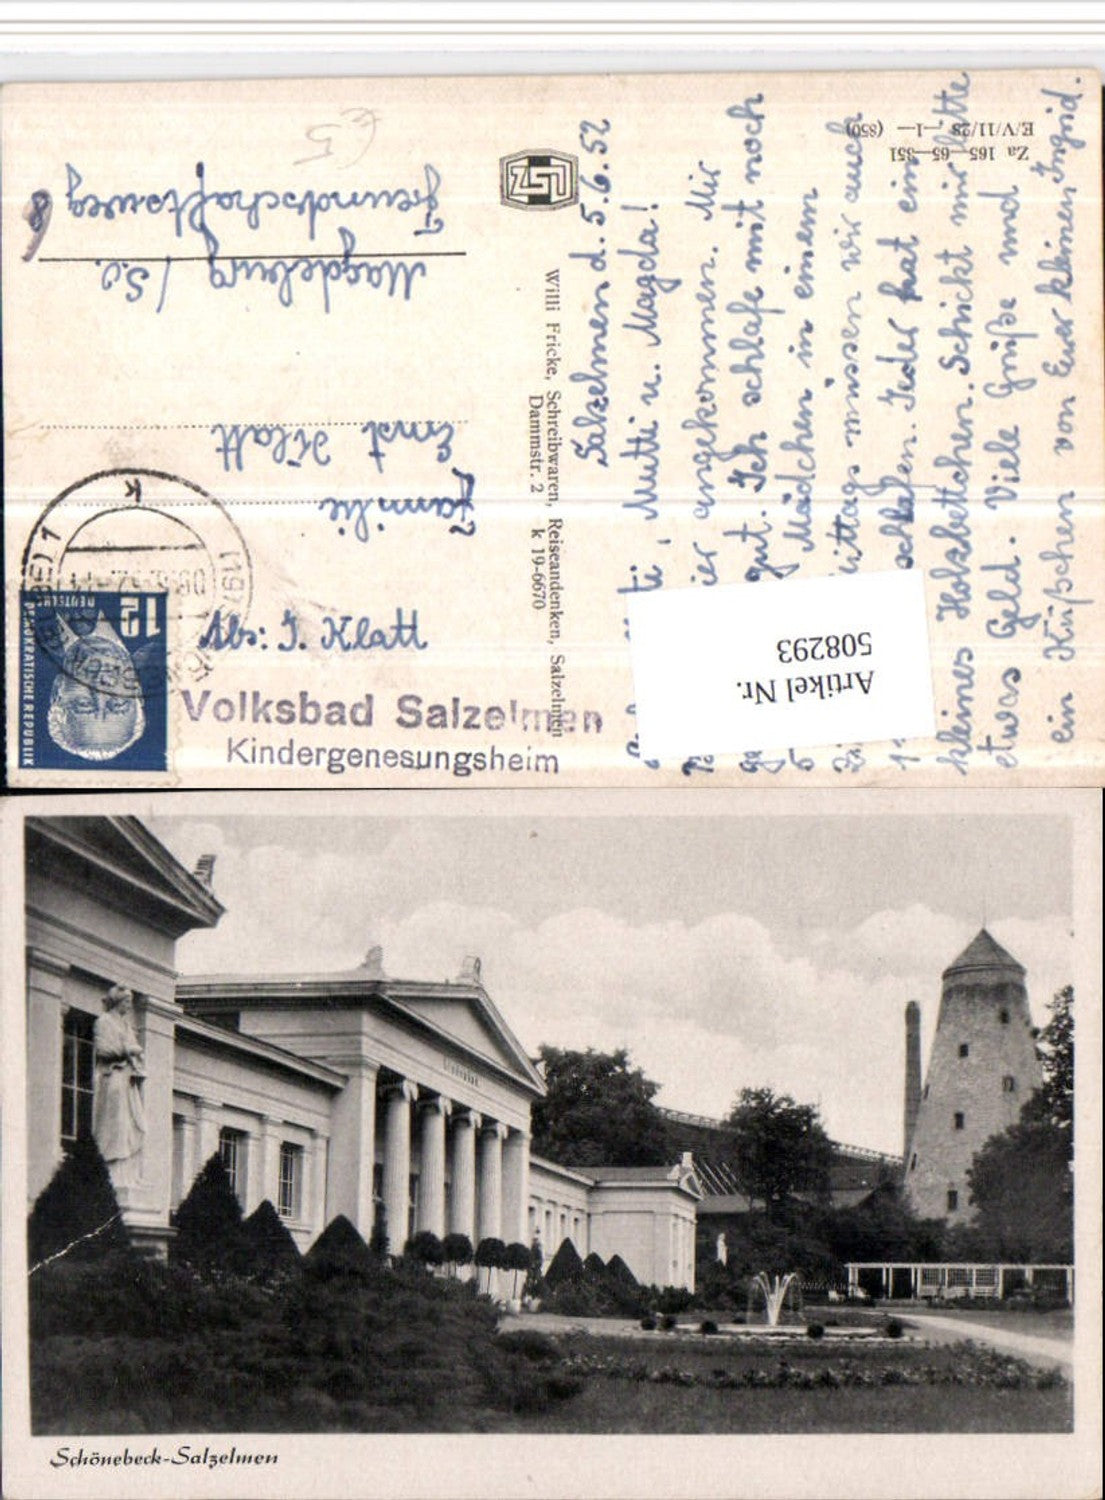 Salzelmen d. 5.6.52
Mutti u. Magda!
angekommen. Mir
gut. Ich schlafe mit noch
Mädchen in einem
müssen wir auch
schlafen. Jeder hat ein
kleines Holzbettchen. Schickt mir bitte
etwas Geld. Viele Grüße und
ein Küßchen von Eurer kleinen Ingrid.
Za 165—65—351
E/V/11/28 —1— (850)
Willi Fricke, Schreibwaren, Reiseandenken, Salzelmen
Dammstr. 2 k 19-6670
Familie
Ernst Klatt
Magdeburg / S.O.
Freundschaftsweg
68
12
DEUTSCHE
DEMOKRATISCHE REPUBLIK
Abs: I. Klatt
Volksbad Salzelmen
Kindergenesungsheim
Artikel Nr.
508293
Schönebeck-Salzelmen